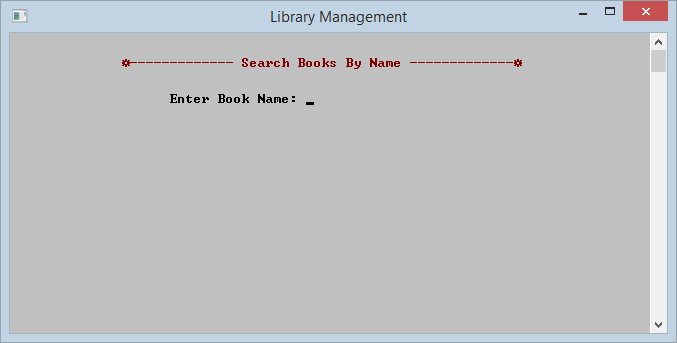 Library Management
*------------- Search Books By Name -------------*
Enter Book Name: _